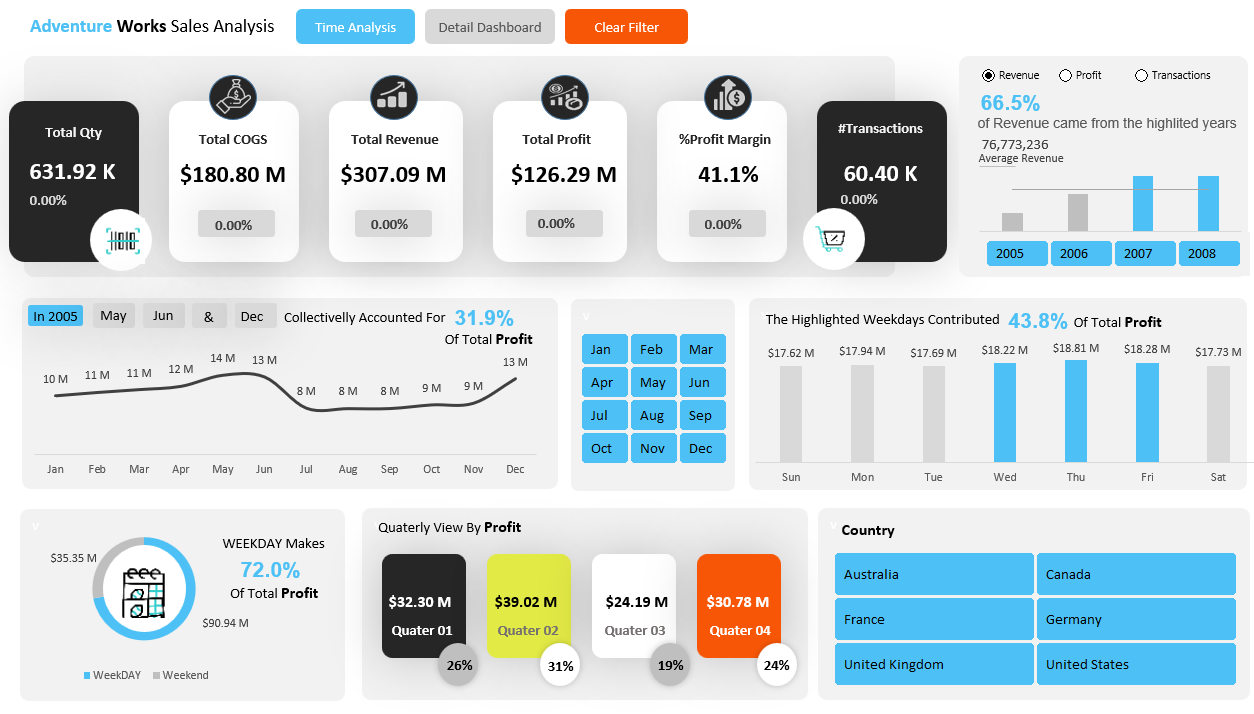 Adventure Works Sales Analysis
Time Analysis
Detail Dashboard
Clear Filter
Total Qty
631.92 K
0.00%
Total COGS
$180.80 M
0.00%
Total Revenue
$307.09 M
0.00%
Total Profit
$126.29 M
0.00%
%Profit Margin
41.1%
0.00%
#Transactions
60.40 K
0.00%
Revenue Profit Transactions
66.5%
of Revenue came from the highlited years
76,773,236
Average Revenue
2005 2006 2007 2008
In 2005 May Jun & Dec Collectivelly Accounted For 31.9%
Of Total Profit
10 M 11 M 11 M 12 M 14 M 13 M 8 M 8 M 8 M 9 M 9 M 13 M
Jan Feb Mar Apr May Jun Jul Aug Sep Oct Nov Dec
v
Jan Feb Mar
Apr May Jun
Jul Aug Sep
Oct Nov Dec
The Highlighted Weekdays Contributed 43.8% Of Total Profit
$17.62 M $17.94 M $17.69 M $18.22 M $18.81 M $18.28 M $17.73 M
Sun Mon Tue Wed Thu Fri Sat
v
WEEKDAY Makes
72.0%
Of Total Profit
$35.35 M
$90.94 M
WeekDAY Weekend
Quaterly View By Profit
$32.30 M
Quater 01
26%
$39.02 M
Quater 02
31%
$24.19 M
Quater 03
19%
$30.78 M
Quater 04
24%
v
Country
Australia Canada
France Germany
United Kingdom United States